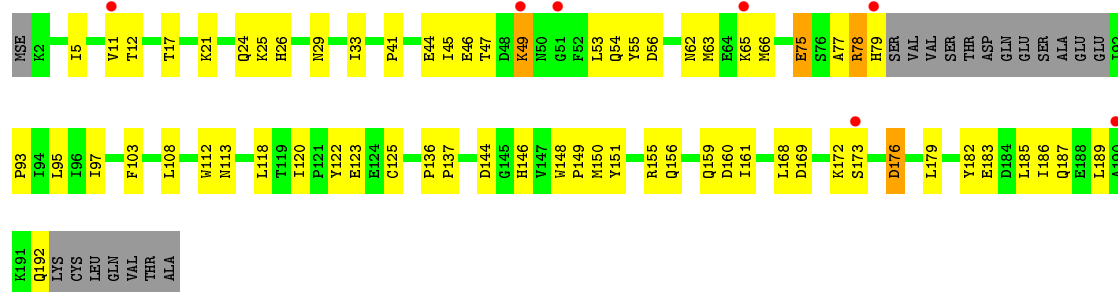 MSE K2 I5 V11 T12 T17 K21 Q24 K25 H26 N29 I33 P41 E44 I45 E46 T47 D48 K49 N50 G51 F52 L53 Q54 Y55 D56 N62 M63 E64 K65 M66 E75 S76 A77 R78 H79 SER VAL VAL SER THR ASP GLN GLU SER ALA GLU GLU I92
P93 I94 L95 I96 I97 F103 L108 W112 N113 L118 T119 I120 P121 Y122 E123 E124 C125 P136 P137 D144 G145 H146 V147 W148 P149 M150 Y151 R155 Q156 Q159 D160 I161 L168 D169 K172 S173 D176 L179 Y182 E183 D184 L185 I186 Q187 E188 L189 A190
K191 Q192 LYS CYS LEU GLN VAL THR ALA